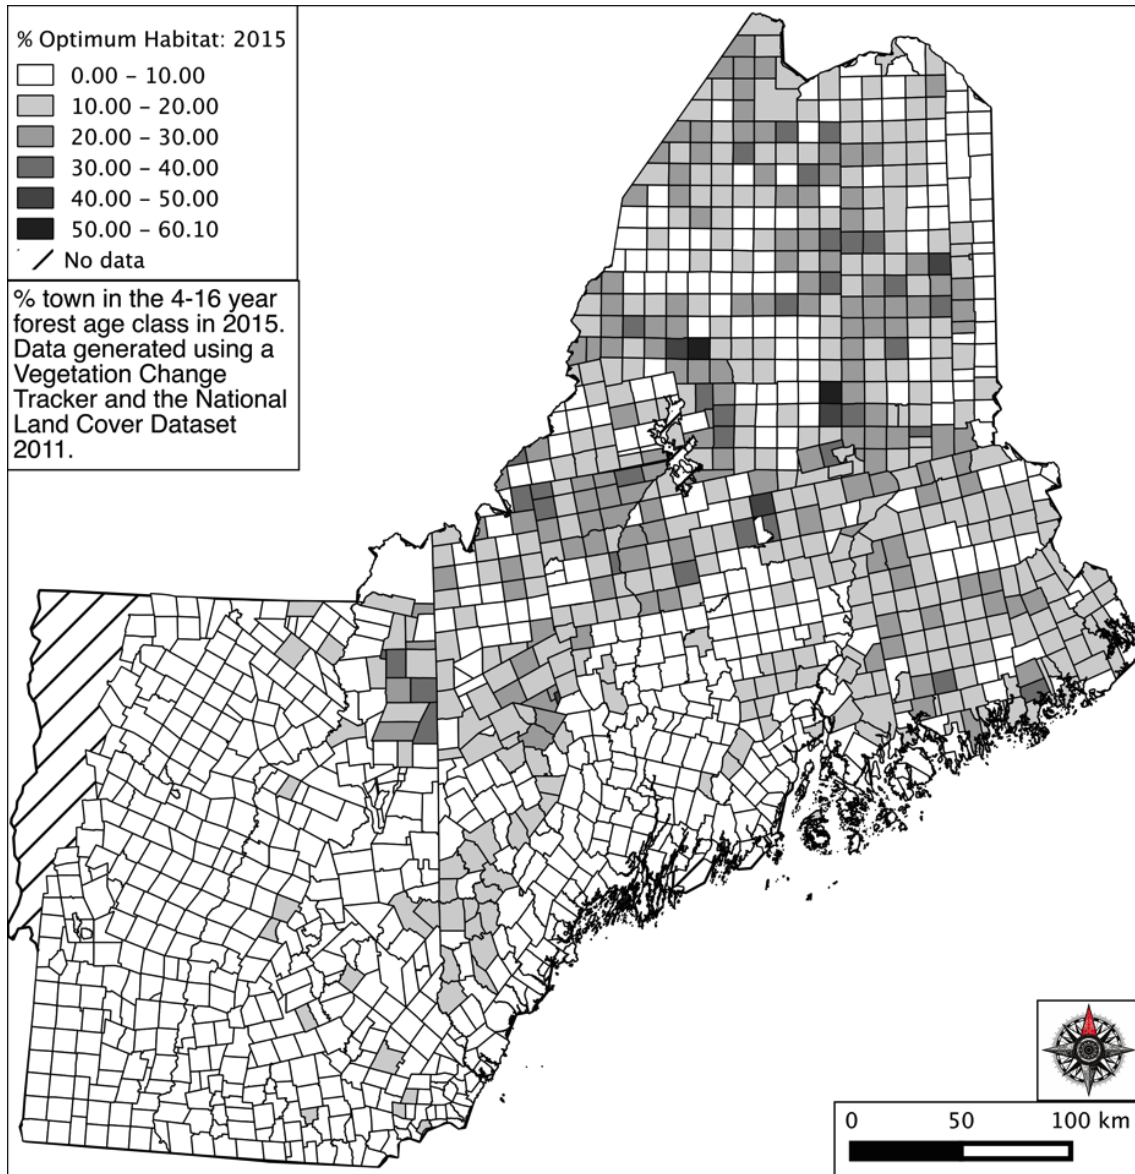 % Optimum Habitat: 2015
0.00 – 10.00
10.00 – 20.00
20.00 – 30.00
30.00 – 40.00
40.00 – 50.00
50.00 – 60.10
No data
% town in the 4-16 year
forest age class in 2015.
Data generated using a
Vegetation Change
Tracker and the National
Land Cover Dataset
2011.
0 50 100 km